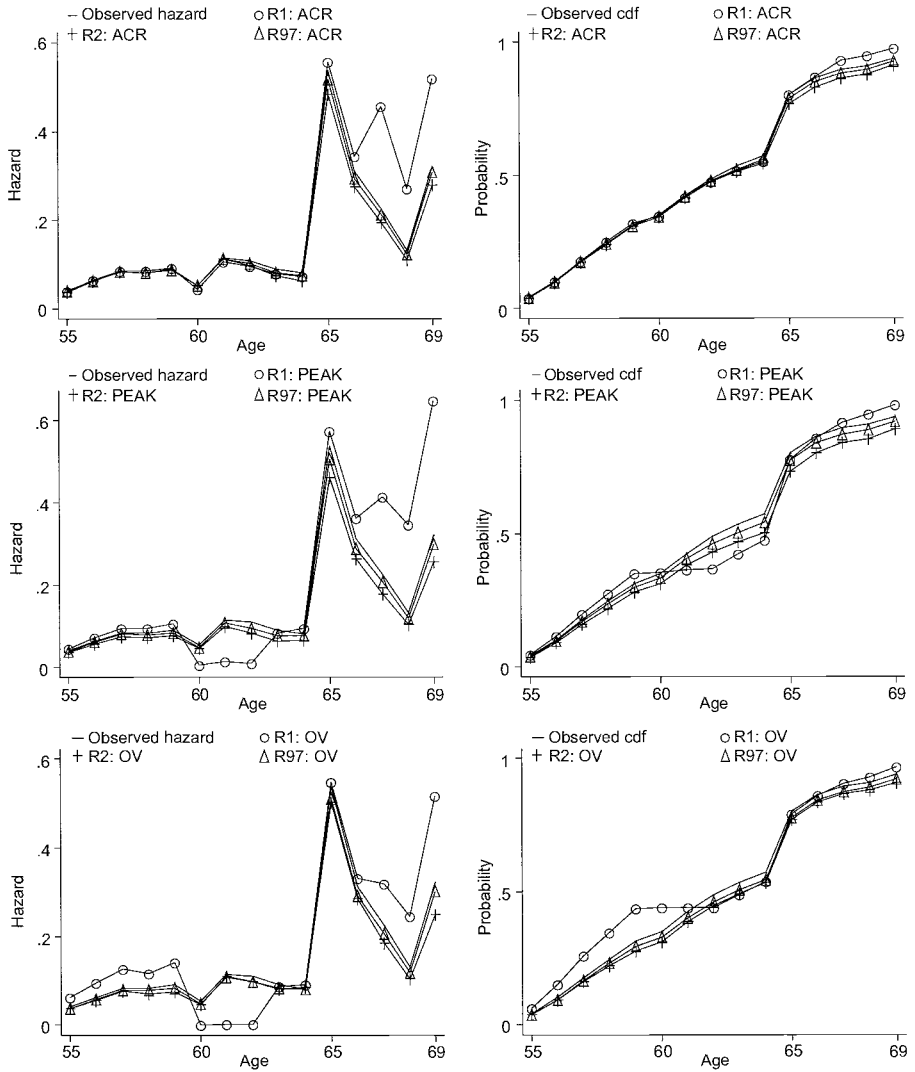 − Observed hazard ○ R1: ACR
+ R2: ACR △ R97: ACR
.6
.4
.2
0
Hazard
55 60 65 69
Age
− Observed cdf ○ R1: ACR
+ R2: ACR △ R97: ACR
1
.5
0
Probability
55 60 65 69
Age
− Observed hazard ○ R1: PEAK
+ R2: PEAK △ R97: PEAK
.6
.4
.2
0
Hazard
55 60 65 69
Age
− Observed cdf ○ R1: PEAK
+ R2: PEAK △ R97: PEAK
1
.5
0
Probability
55 60 65 69
Age
− Observed hazard ○ R1: OV
+ R2: OV △ R97: OV
.6
.4
.2
0
Hazard
55 60 65 69
Age
− Observed cdf ○ R1: OV
+ R2: OV △ R97: OV
1
.5
0
Probability
55 60 65 69
Age